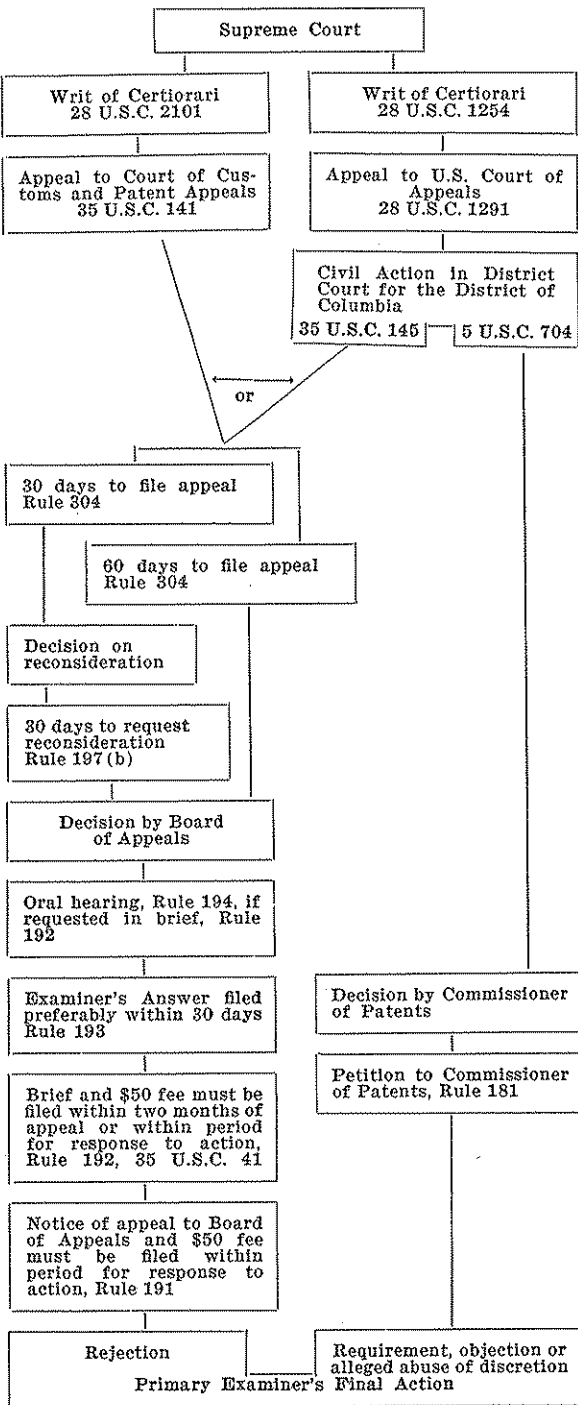 Supreme Court
Writ of Certiorari
28 U.S.C. 2101
Writ of Certiorari
28 U.S.C. 1254
Appeal to Court of Cus-
toms and Patent Appeals
35 U.S.C. 141
Appeal to U.S. Court of
Appeals
28 U.S.C. 1291
Civil Action in District
Court for the District of
Columbia
35 U.S.C. 145
5 U.S.C. 704
or
30 days to file appeal
Rule 304
60 days to file appeal
Rule 304
Decision on
reconsideration
30 days to request
reconsideration
Rule 197(b)
Decision by Board
of Appeals
Oral hearing, Rule 194, if
requested in brief, Rule
192
Examiner's Answer filed
preferably within 30 days
Rule 193
Decision by Commissioner
of Patents
Brief and $50 fee must be
filed within two months of
appeal or within period
for response to action,
Rule 192, 35 U.S.C. 41
Petition to Commissioner
of Patents, Rule 181
Notice of appeal to Board
of Appeals and $50 fee
must be filed within
period for response to
action, Rule 191
Rejection
Requirement, objection or
alleged abuse of discretion
Primary Examiner's Final Action